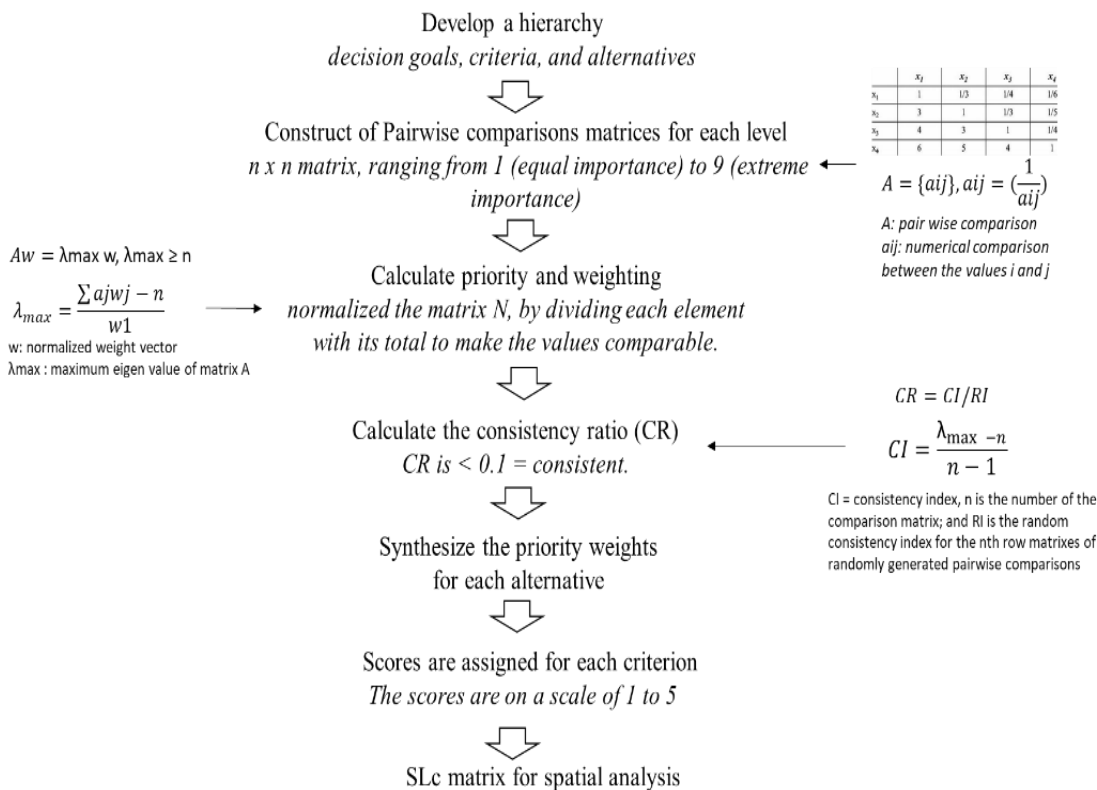 Develop a hierarchy
decision goals, criteria, and alternatives
x₁ x₂ x₃ x₄
x₁ 1 1/3 1/4 1/6
x₂ 3 1 1/3 1/5
x₃ 4 3 1 1/4
x₄ 6 5 4 1
Construct of Pairwise comparisons matrices for each level
n x n matrix, ranging from 1 (equal importance) to 9 (extreme
importance)
A = {aij}, aij = (1/aij)
A: pair wise comparison
aij: numerical comparison
between the values i and j
Aw = λmax w, λmax ≥ n
λmax = (∑ ajwj − n)/w1
w: normalized weight vector
λmax : maximum eigen value of matrix A
Calculate priority and weighting
normalized the matrix N, by dividing each element
with its total to make the values comparable.
Calculate the consistency ratio (CR)
CR is < 0.1 = consistent.
CR = CI/RI
CI = (λmax −n)/(n − 1)
CI = consistency index, n is the number of the
comparison matrix; and RI is the random
consistency index for the nth row matrixes of
randomly generated pairwise comparisons
Synthesize the priority weights
for each alternative
Scores are assigned for each criterion
The scores are on a scale of 1 to 5
SLc matrix for spatial analysis